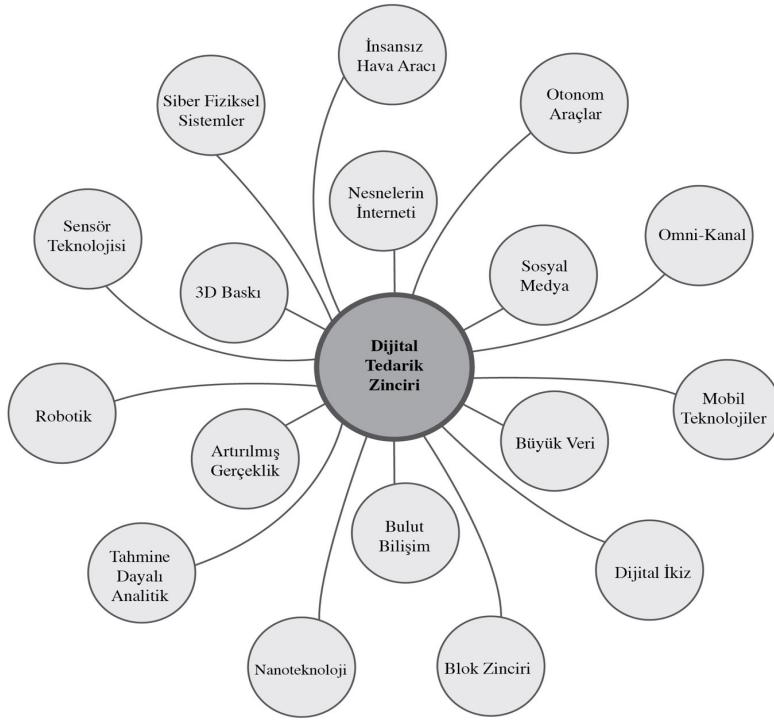 İnsansız
Hava Aracı
Siber Fiziksel
Sistemler
Otonom
Araçlar
Nesnelerin
İnterneti
Sensör
Teknolojisi
Omni-Kanal
Sosyal
Medya
3D Baskı
Dijital
Tedarik
Zinciri
Robotik
Mobil
Teknolojiler
Artırılmış
Gerçeklik
Büyük Veri
Bulut
Bilişim
Tahmine
Dayalı
Analitik
Dijital İkiz
Nanoteknoloji
Blok Zinciri